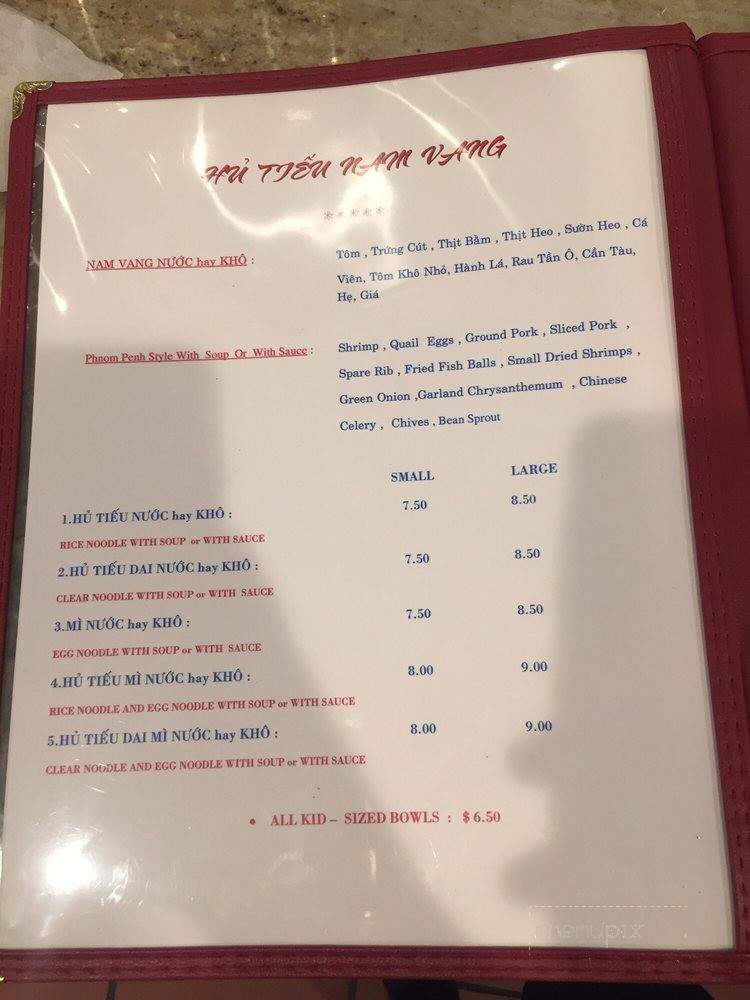 HỦ TIẾU NAM VANG
*****
NAM VANG NƯỚC hay KHÔ :
Tôm , Trứng Cút , Thịt Bằm , Thịt Heo , Sườn Heo , Cá
Viên, Tôm Khô Nhỏ, Hành Lá, Rau Tần Ô, Cần Tàu,
Hẹ, Giá
Phnom Penh Style With Soup Or With Sauce :
Shrimp , Quail Eggs , Ground Pork , Sliced Pork ,
Spare Rib , Fried Fish Balls , Small Dried Shrimps ,
Green Onion ,Garland Chrysanthemum , Chinese
Celery , Chives , Bean Sprout
SMALL LARGE
1.HỦ TIẾU NƯỚC hay KHÔ : 7.50 8.50
RICE NOODLE WITH SOUP or WITH SAUCE
2.HỦ TIẾU DAI NƯỚC hay KHÔ : 7.50 8.50
CLEAR NOODLE WITH SOUP or WITH SAUCE
3.MÌ NƯỚC hay KHÔ : 7.50 8.50
EGG NOODLE WITH SOUP or WITH SAUCE
4.HỦ TIẾU MÌ NƯỚC hay KHÔ : 8.00 9.00
RICE NOODLE AND EGG NOODLE WITH SOUP or WITH SAUCE
5.HỦ TIẾU DAI MÌ NƯỚC hay KHÔ : 8.00 9.00
CLEAR NOODLE AND EGG NOODLE WITH SOUP or WITH SAUCE
• ALL KID – SIZED BOWLS : $ 6.50
menupix